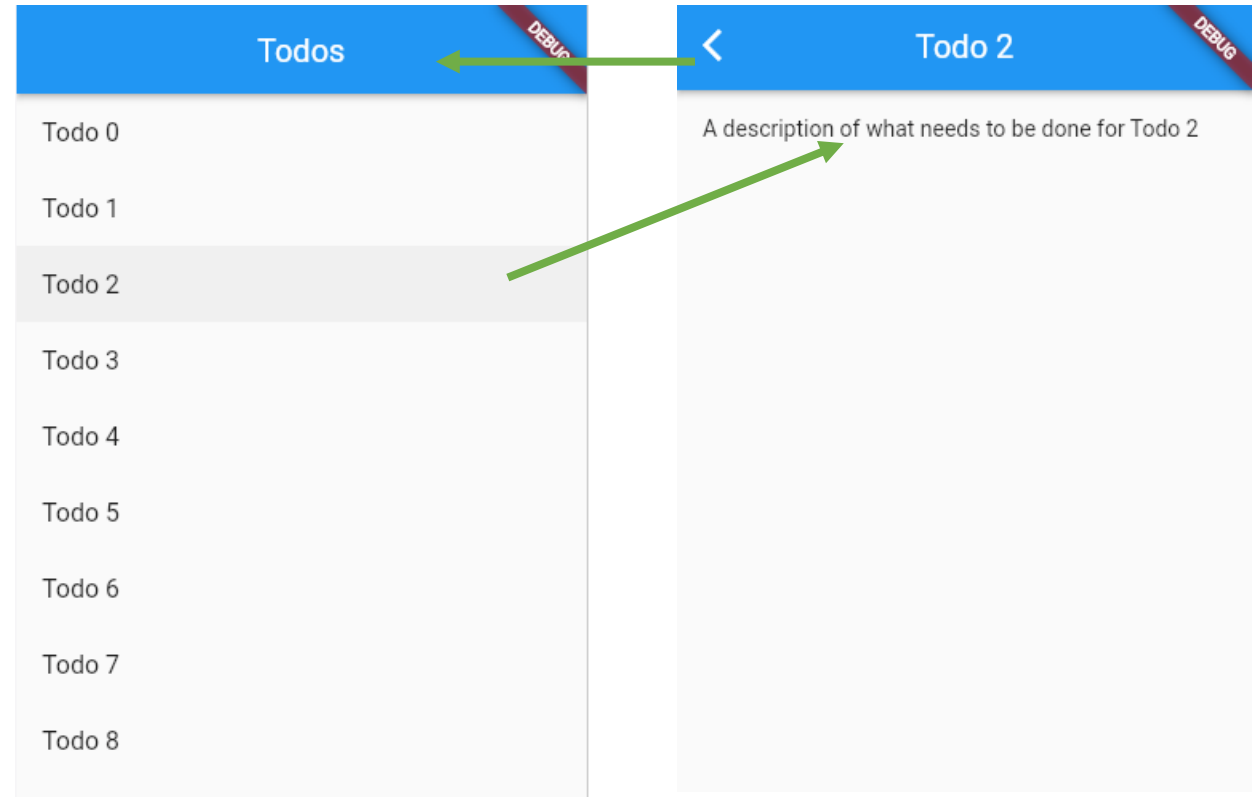 Todos
DEBUG
Todo 0
Todo 1
Todo 2
Todo 3
Todo 4
Todo 5
Todo 6
Todo 7
Todo 8
Todo 2
DEBUG
A description of what needs to be done for Todo 2